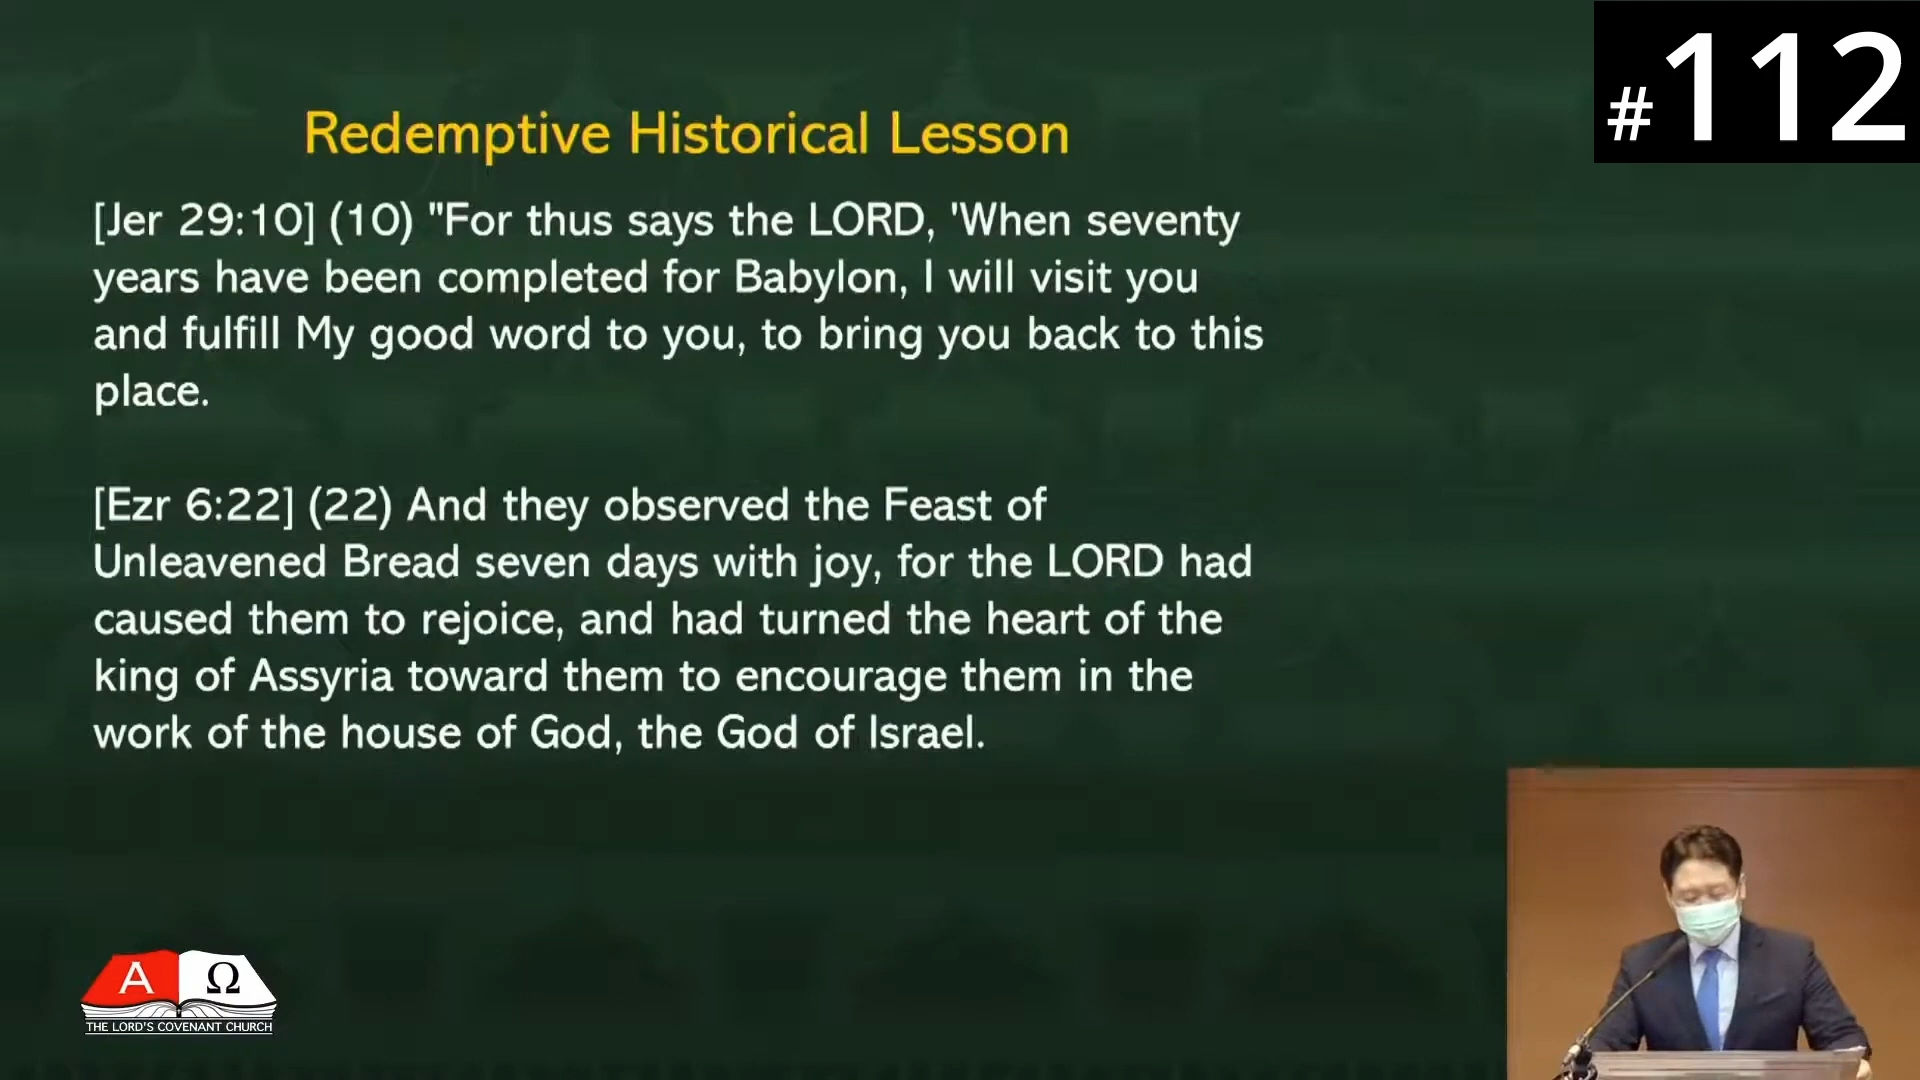 #112
Redemptive Historical Lesson
[Jer 29:10] (10) "For thus says the LORD, 'When seventy
years have been completed for Babylon, I will visit you
and fulfill My good word to you, to bring you back to this
place.
[Ezr 6:22] (22) And they observed the Feast of
Unleavened Bread seven days with joy, for the LORD had
caused them to rejoice, and had turned the heart of the
king of Assyria toward them to encourage them in the
work of the house of God, the God of Israel.
A Ω
THE LORD'S COVENANT CHURCH